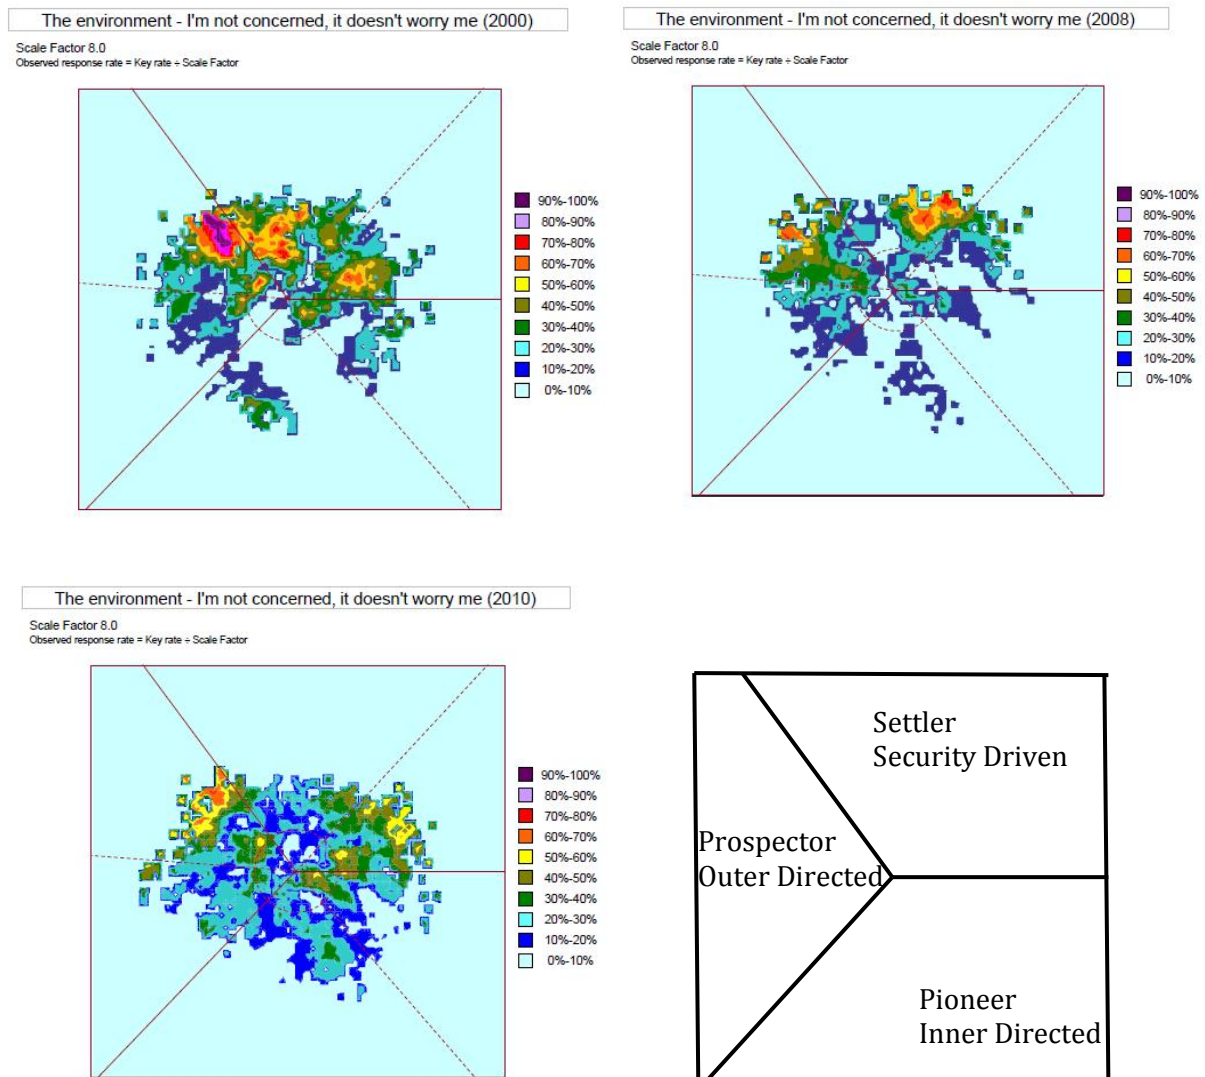 The environment - I'm not concerned, it doesn't worry me (2000)
Scale Factor 8.0
Observed response rate = Key rate ÷ Scale Factor
90%-100%
80%-90%
70%-80%
60%-70%
50%-60%
40%-50%
30%-40%
20%-30%
10%-20%
0%-10%
The environment - I'm not concerned, it doesn't worry me (2008)
Scale Factor 8.0
Observed response rate = Key rate ÷ Scale Factor
90%-100%
80%-90%
70%-80%
60%-70%
50%-60%
40%-50%
30%-40%
20%-30%
10%-20%
0%-10%
The environment - I'm not concerned, it doesn't worry me (2010)
Scale Factor 8.0
Observed response rate = Key rate ÷ Scale Factor
90%-100%
80%-90%
70%-80%
60%-70%
50%-60%
40%-50%
30%-40%
20%-30%
10%-20%
0%-10%
Settler
Security Driven
Prospector
Outer Directed
Pioneer
Inner Directed